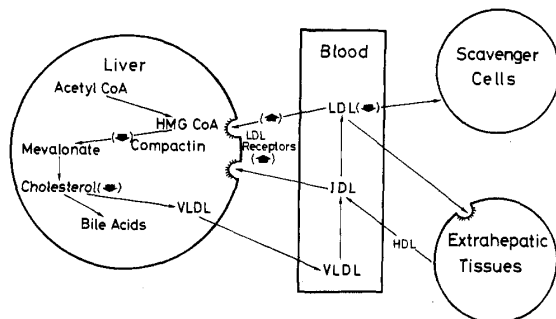 Liver
Acetyl CoA
HMG CoA
Compactin
Mevalonate
Cholesterol
VLDL
Bile Acids
LDL
Receptors
Blood
LDL
IDL
VLDL
HDL
Scavenger
Cells
Extrahepatic
Tissues